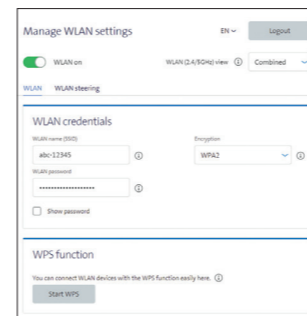 Manage WLAN settings EN Logout
WLAN on WLAN (2.4/5GHz) view Combined
WLAN WLAN steering
WLAN credentials
WLAN name (SSID) Encryption
abc-12345 WPA2
WLAN password
••••••••••••••••••
Show password
WPS function
You can connect WLAN devices with the WPS function easily here.
Start WPS